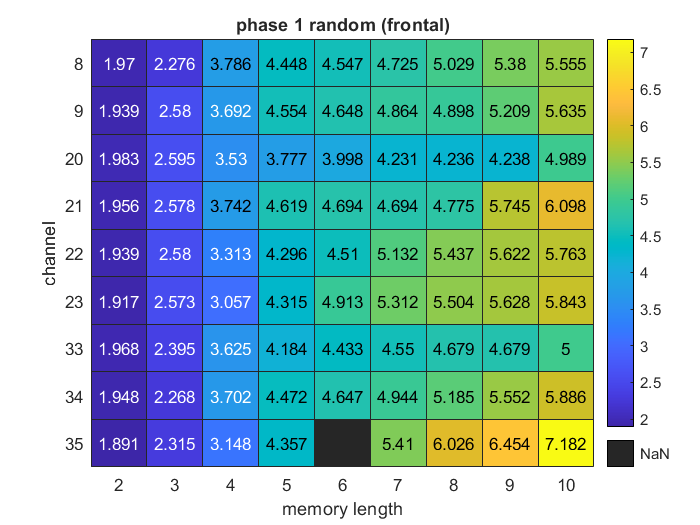 phase 1 random (frontal)
8 1.97 2.276 3.786 4.448 4.547 4.725 5.029 5.38 5.555
9 1.939 2.58 3.692 4.554 4.648 4.864 4.898 5.209 5.635
20 1.983 2.595 3.53 3.777 3.998 4.231 4.236 4.238 4.989
21 1.956 2.578 3.742 4.619 4.694 4.694 4.775 5.745 6.098
22 1.939 2.58 3.313 4.296 4.51 5.132 5.437 5.622 5.763
23 1.917 2.573 3.057 4.315 4.913 5.312 5.504 5.628 5.843
33 1.968 2.395 3.625 4.184 4.433 4.55 4.679 4.679 5
34 1.948 2.268 3.702 4.472 4.647 4.944 5.185 5.552 5.886
35 1.891 2.315 3.148 4.357 5.41 6.026 6.454 7.182
2 3 4 5 6 7 8 9 10
memory length
channel
7
6.5
6
5.5
5
4.5
4
3.5
3
2.5
2
NaN